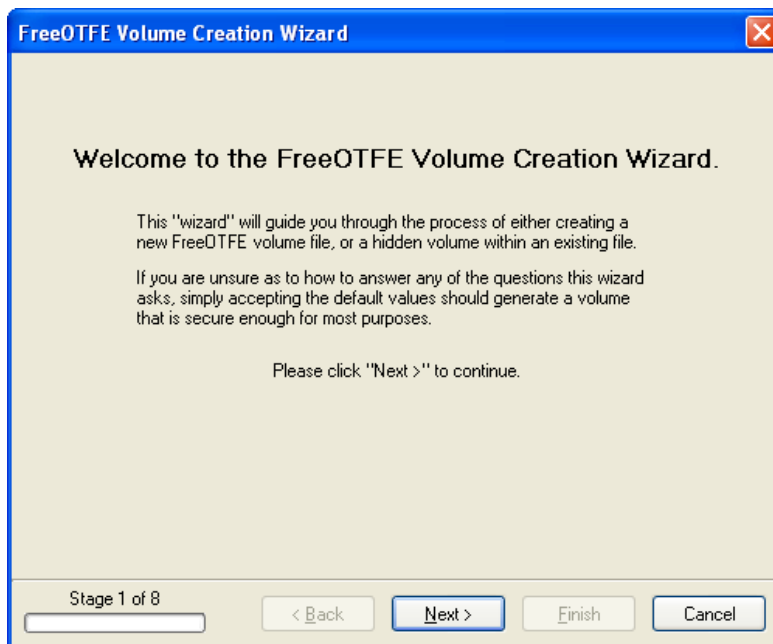 FreeOTFE Volume Creation Wizard
Welcome to the FreeOTFE Volume Creation Wizard.
This "wizard" will guide you through the process of either creating a
new FreeOTFE volume file, or a hidden volume within an existing file.
If you are unsure as to how to answer any of the questions this wizard
asks, simply accepting the default values should generate a volume
that is secure enough for most purposes.
Please click "Next >" to continue.
Stage 1 of 8
< Back
Next >
Finish
Cancel